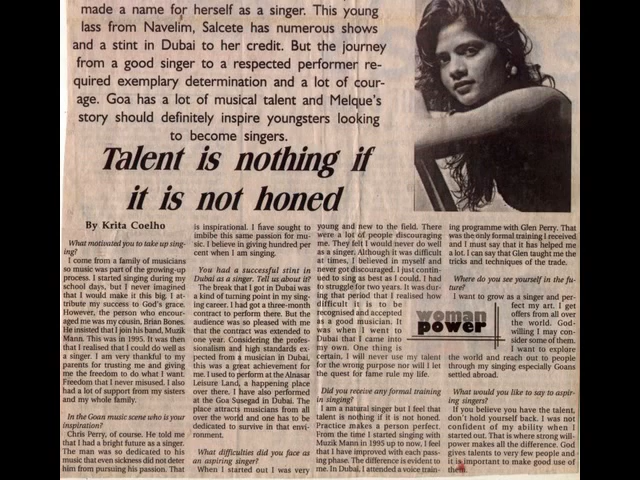 made a name for herself as a singer. This young
lass from Navelim, Salcete has numerous shows
and a stint in Dubai to her credit. But the journey
from a good singer to a respected performer re-
quired exemplary determination and a lot of cour-
age. Goa has a lot of musical talent and Melque's
story should definitely inspire youngsters looking
to become singers.
Talent is nothing if
it is not honed
By Krita Coelho
What motivated you to take up sing-
ing?
I come from a family of musicians
so music was part of the growing-up
process. I started singing during my
school days, but I never imagined
that I would make it this big. I at-
tribute my success to God's grace.
However, the person who encour-
aged me was my cousin, Brian Bones.
He insisted that I join his band, Muzik
Mann. This was in 1995. It was then
that I realised that I could do well as
a singer. I am very thankful to my
parents for trusting me and giving
me the freedom to do what I want.
Freedom that I never misused. I also
had a lot of support from my sisters
and my whole family.
In the Goan music scene who is your
inspiration?
Chris Perry, of course. He told me
that I had a bright future as a singer.
The man was so dedicated to his
music that even sickness did not deter
him from pursuing his passion. That
is inspirational. I have sought to
imbibe this same passion for mu-
sic. I believe in giving hundred per
cent when I am singing.
You had a successful stint in
Dubai as a singer. Tell us about it?
The break that I got in Dubai was
a kind of turning point in my sing-
ing career. I had got a three-month
contract to perform there. But the
audience was so pleased with me
that the contract was extended to
one year. Considering the profes-
sionalism and high standards ex-
pected from a musician in Dubai,
this was a great achievement for
me. I used to perform at the Alnasar
Leisure Land, a happening place
over there. I have also performed
at the Goa Susegad in Dubai. The
place attracts musicians from all
over the world and one has to be
dedicated to survive in that envi-
ronment.
What difficulties did you face as
an aspiring singer?
When I started out I was very
young and new to the field. There
were a lot of people discouraging
me. They felt I would never do well
as a singer. Although it was difficult
at times, I believed in myself and
never got discouraged. I just contin-
ued to sing as best as I could. I had
to struggle for two years. It was dur-
ing that period that I realised how
difficult it is to be
recognised and accepted
as a good musician. It
was when I went to
Dubai that I came into
my own. One thing is
certain, I will never use my talent
for the wrong purpose nor will I let
the quest for fame rule my life.
Did you receive any formal training
in singing?
I am a natural singer but I feel that
talent is nothing if it is not honed.
Practice makes a person perfect.
From the time I started singing with
Muzik Mann in 1995 up to now, I feel
that I have improved with each pass-
ing phase. The difference is evident to
me. In Dubai, I attended a voice train-
woman
power
ing programme with Glen Perry. That
was the only formal training I received
and I must say that it has helped me
a lot. I can say that Glen taught me the
tricks and techniques of the trade.
Where do you see yourself in the fu-
ture?
I want to grow as a singer and per-
fect my art. I get
offers from all over
the world. God-
willing I may con-
sider some of them.
I want to explore
the world and reach out to people
through my singing especially Goans
settled abroad.
What would you like to say to aspir-
ing singers?
If you believe you have the talent,
don't hold yourself back. I was not
confident of my ability when I
started out. That is where strong will-
power makes all the difference. God
gives talents to very few people and
it is important to make good use of
them.